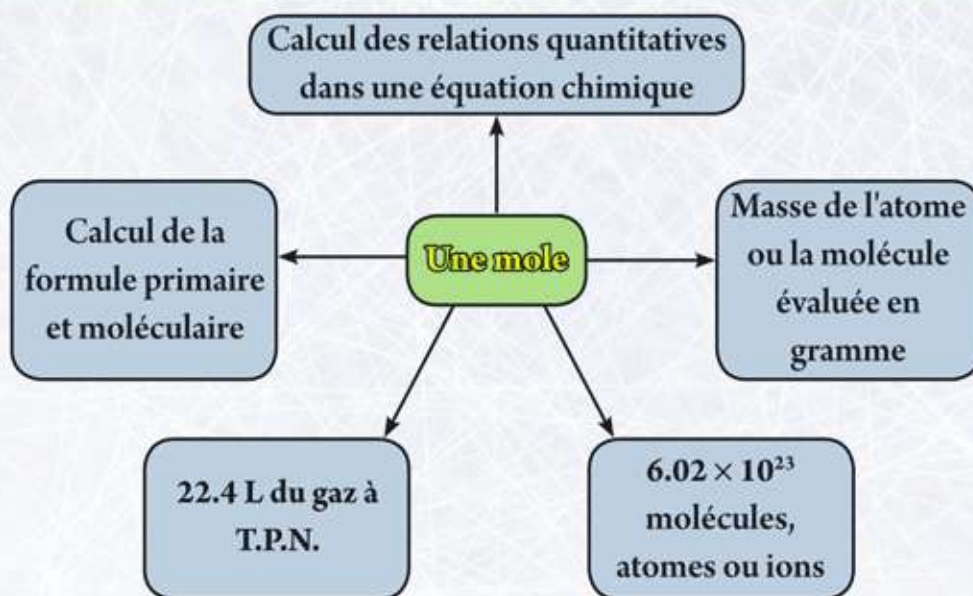 Calcul des relations quantitatives
dans une équation chimique
Calcul de la
formule primaire
et moléculaire
Une mole
Masse de l'atome
ou la molécule
évaluée en
gramme
22.4 L du gaz à
T.P.N.
6.02 × 10²³
molécules,
atomes ou ions